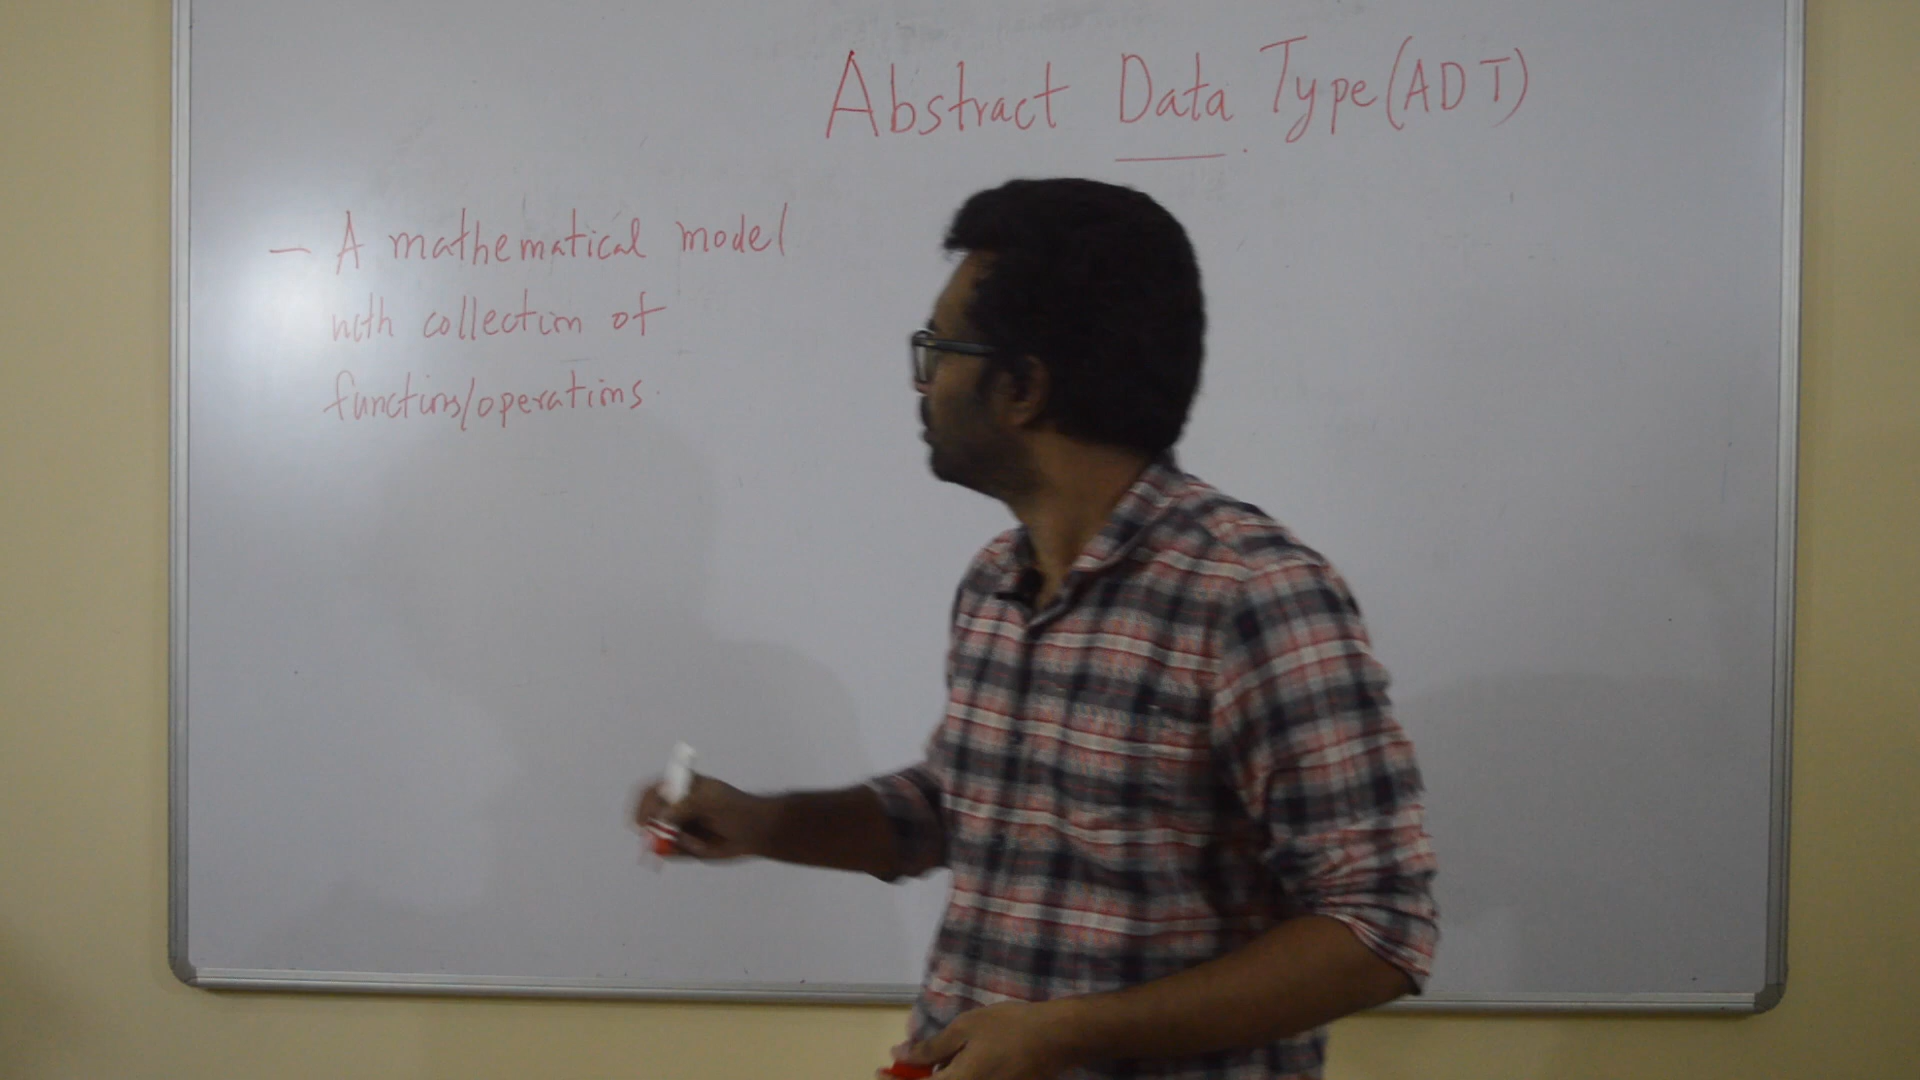 Abstract Data Type (ADT)
- A mathematical model
with collection of
functions/operations.